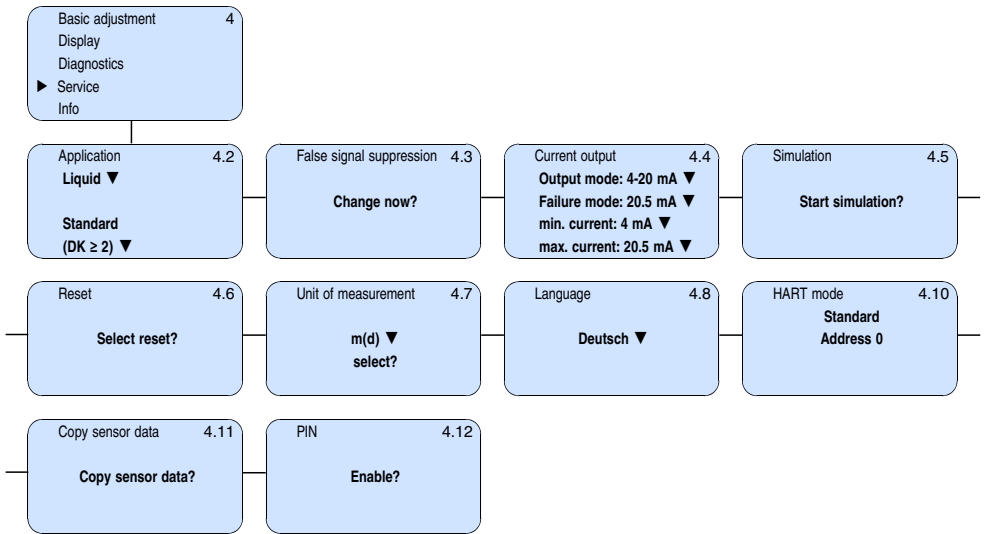 Basic adjustment 4
Display
Diagnostics
▶ Service
Info
Application 4.2
Liquid ▼
Standard
(DK ≥ 2) ▼
False signal suppression 4.3
Change now?
Current output 4.4
Output mode: 4-20 mA ▼
Failure mode: 20.5 mA ▼
min. current: 4 mA ▼
max. current: 20.5 mA ▼
Simulation 4.5
Start simulation?
Reset 4.6
Select reset?
Unit of measurement 4.7
m(d) ▼
select?
Language 4.8
Deutsch ▼
HART mode 4.10
Standard
Address 0
Copy sensor data 4.11
Copy sensor data?
PIN 4.12
Enable?